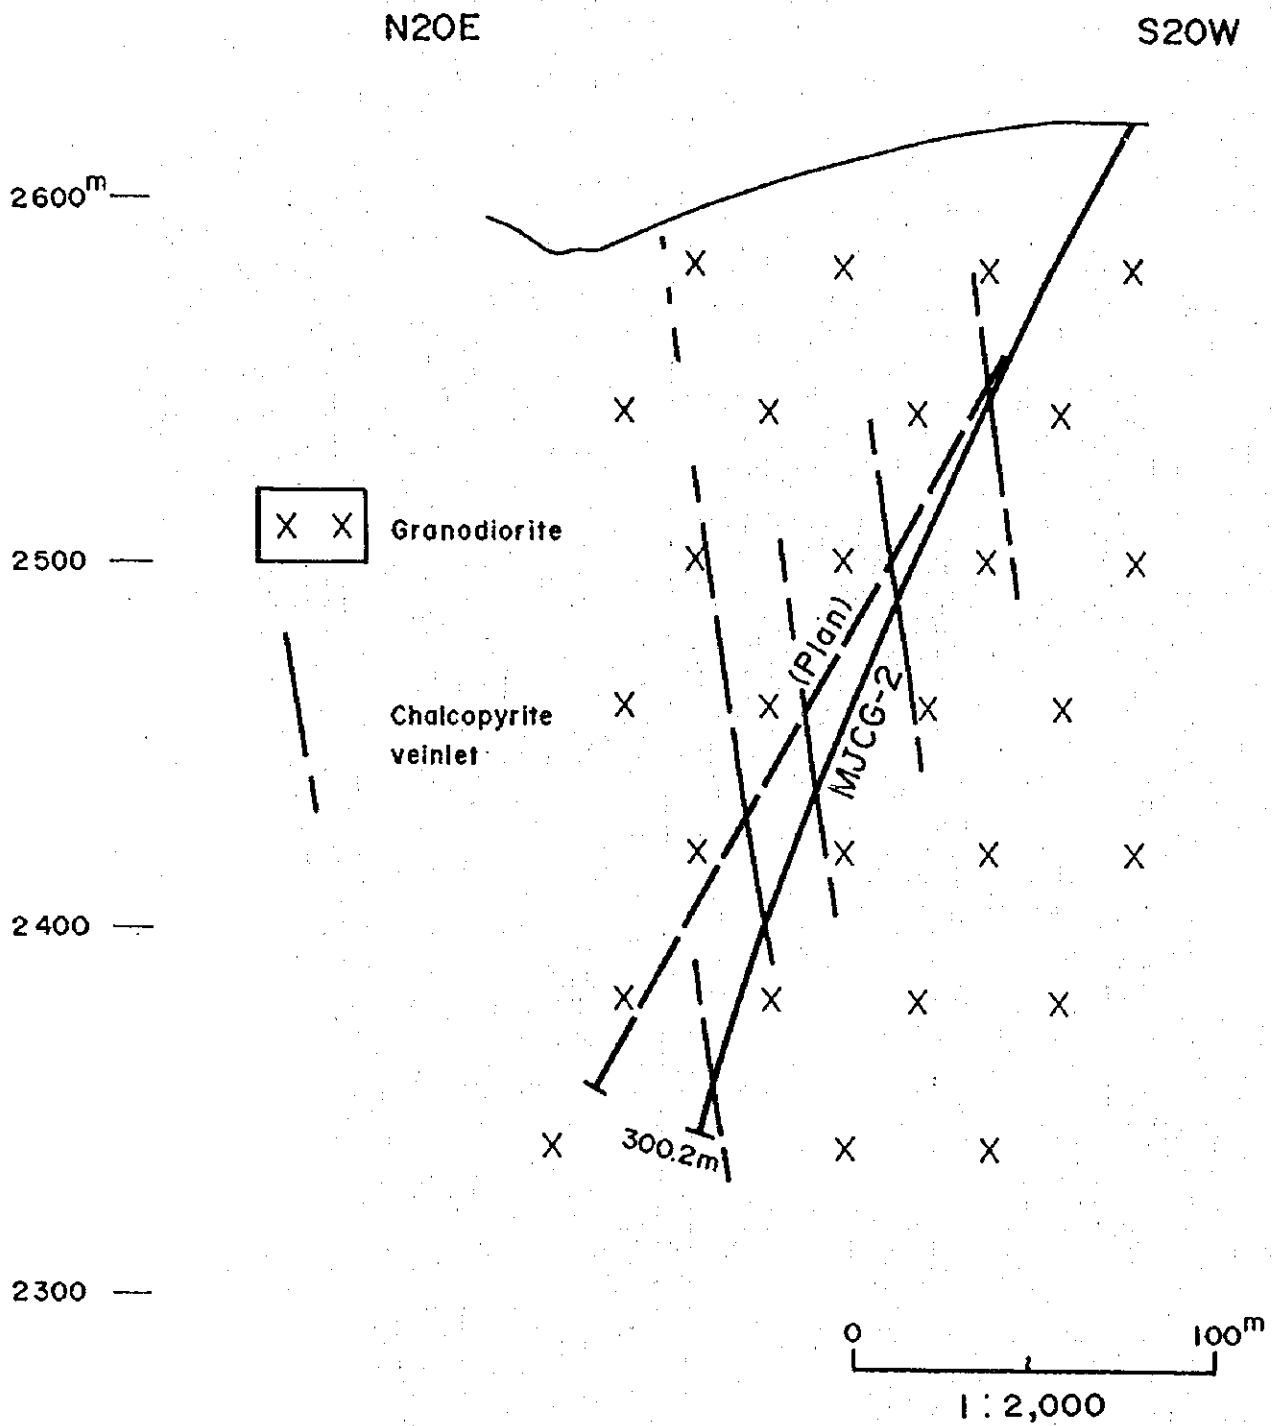 N20E
S20W
2600m
X X Granodiorite
2500
(Plan)
MJCG-2
Chalcopyrite
veinlet
2400
300.2m
2300
0 100m
1:2,000